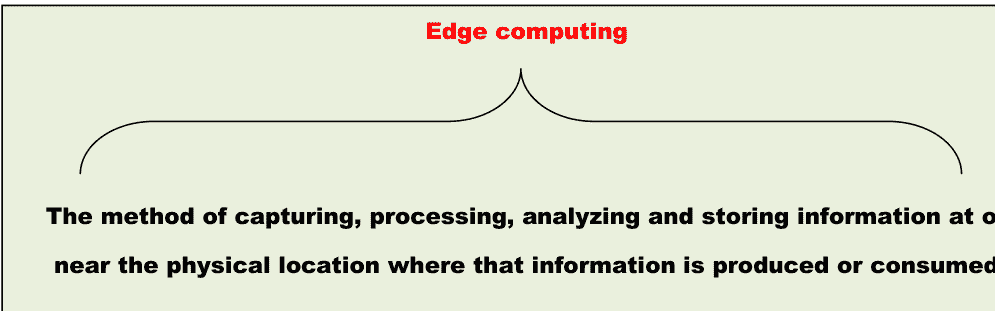 Edge computing
The method of capturing, processing, analyzing and storing information at o
near the physical location where that information is produced or consumed